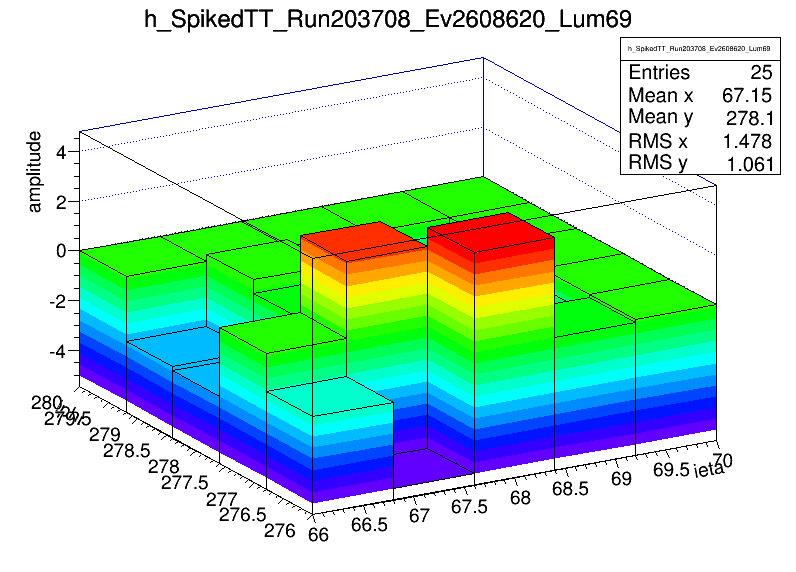 h_SpikedTT_Run203708_Ev2608620_Lum69
h_SpikedTT_Run203708_Ev2608620_Lum69
Entries 25
Mean x 67.15
Mean y 278.1
RMS x 1.478
RMS y 1.061
amplitude
4
2
0
-2
-4
280
279.5
279
278.5
278
277.5
277
276.5
276
66
66.5
67
67.5
68
68.5
69
69.5
70
ieta